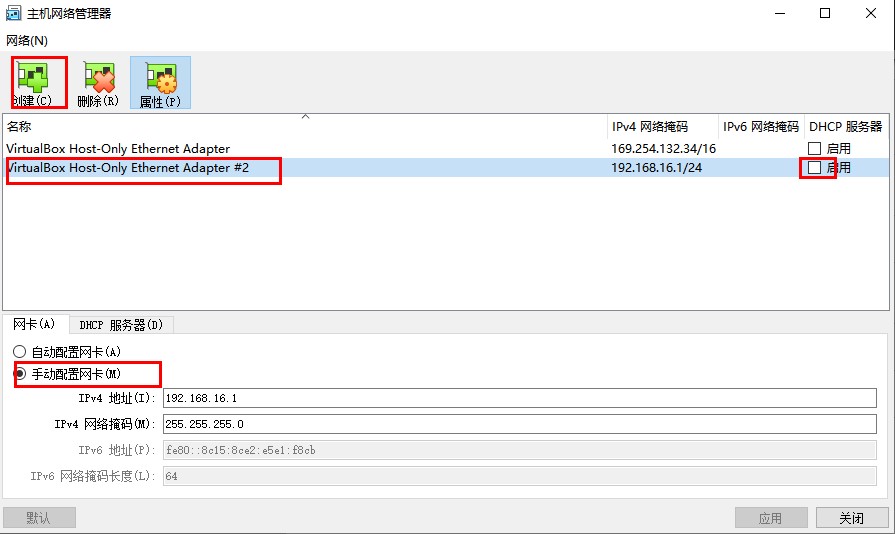 主机网络管理器
网络(N)
创建(C) 删除(R) 属性(P)
名称 IPv4 网络掩码 IPv6 网络掩码 DHCP 服务器
VirtualBox Host-Only Ethernet Adapter 169.254.132.34/16 启用
VirtualBox Host-Only Ethernet Adapter #2 192.168.16.1/24 启用
网卡(A) DHCP 服务器(D)
自动配置网卡(A)
手动配置网卡(M)
IPv4 地址(I): 192.168.16.1
IPv4 网络掩码(M): 255.255.255.0
IPv6 地址(P): fe80::8c15:8ce2:e5e1:f8cb
IPv6 网络掩码长度(L): 64
默认 应用 关闭